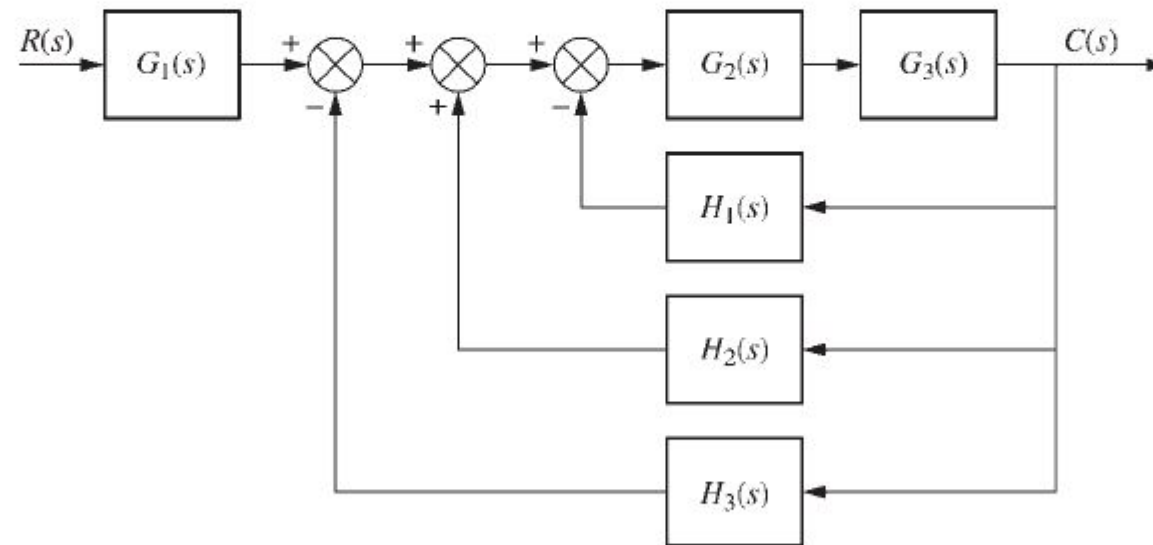 R(s) G₁(s) + + + G₂(s) G₃(s) C(s)
− + −
H₁(s)
H₂(s)
H₃(s)